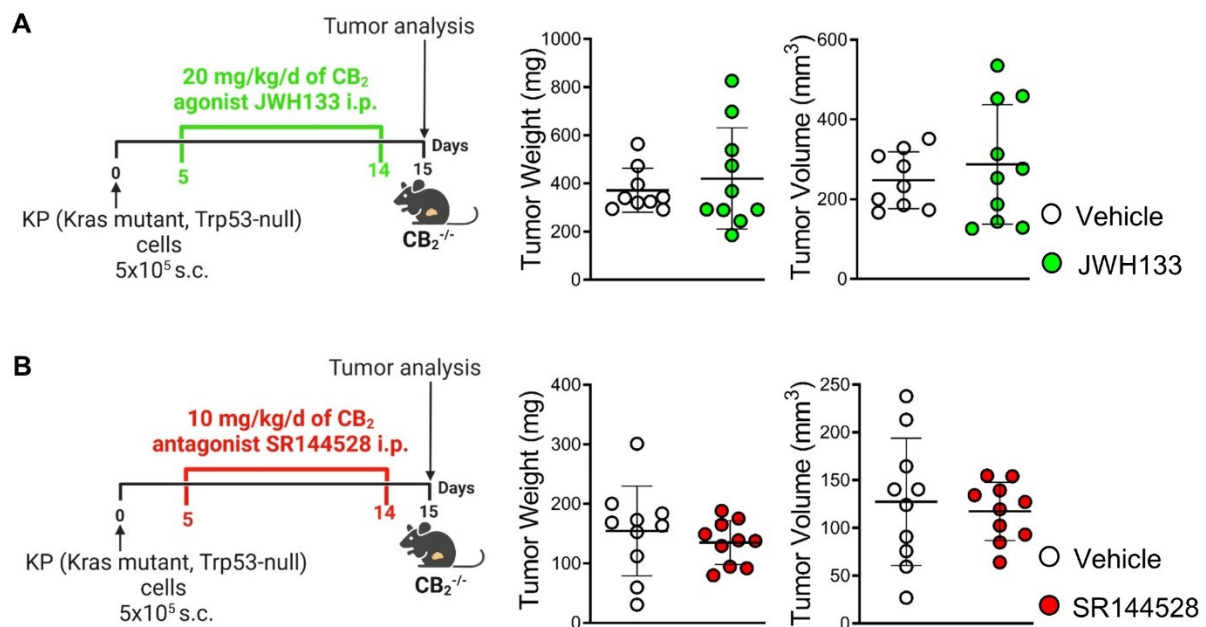 A
Tumor analysis
20 mg/kg/d of CB₂
agonist JWH133 i.p.
Days
0
5
14
15
KP (Kras mutant, Trp53-null)
cells
5x10⁵ s.c.
CB₂⁻/⁻
Tumor Weight (mg)
1000
800
600
400
200
0
Tumor Volume (mm³)
600
400
200
0
Vehicle
JWH133
B
Tumor analysis
10 mg/kg/d of CB₂
antagonist SR144528 i.p.
Days
0
5
14
15
KP (Kras mutant, Trp53-null)
cells
5x10⁵ s.c.
CB₂⁻/⁻
Tumor Weight (mg)
400
300
200
100
0
Tumor Volume (mm³)
250
200
150
100
50
0
Vehicle
SR144528